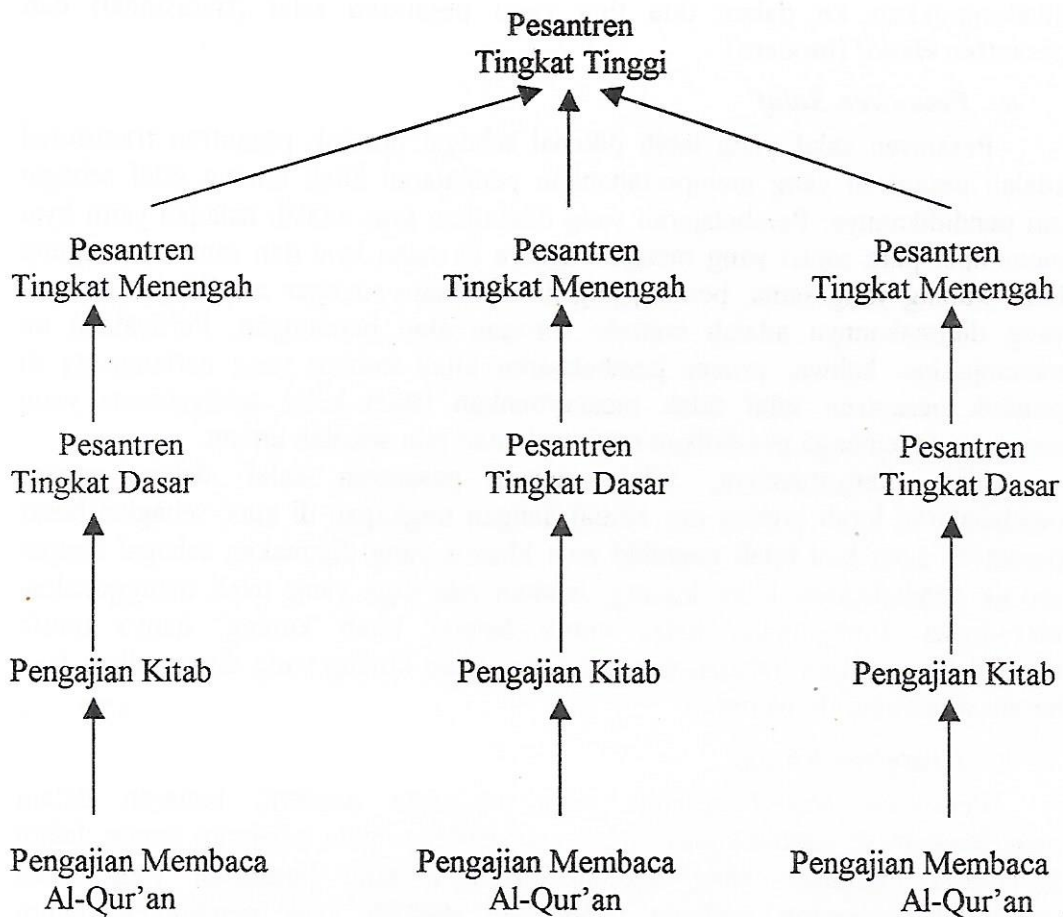 Pesantren
Tingkat Tinggi
Pesantren
Tingkat Menengah
Pesantren
Tingkat Menengah
Pesantren
Tingkat Menengah
Pesantren
Tingkat Dasar
Pesantren
Tingkat Dasar
Pesantren
Tingkat Dasar
Pengajian Kitab
Pengajian Kitab
Pengajian Kitab
Pengajian Membaca
Al-Qur'an
Pengajian Membaca
Al-Qur'an
Pengajian Membaca
Al-Qur'an